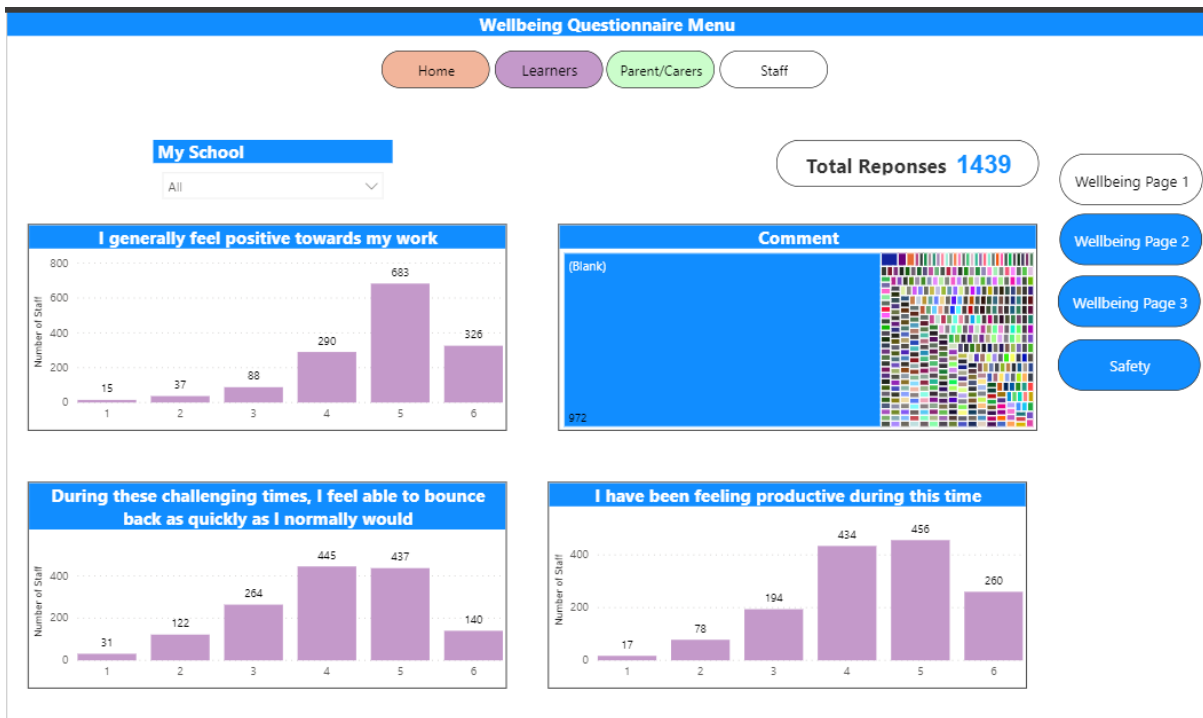 Wellbeing Questionnaire Menu
Home
Learners
Parent/Carers
Staff
My School
All
Total Reponses 1439
Wellbeing Page 1
Wellbeing Page 2
Wellbeing Page 3
Safety
I generally feel positive towards my work
Number of Staff
800
600
400
200
0
15
37
88
290
683
326
1
2
3
4
5
6
Comment
(Blank)
972
During these challenging times, I feel able to bounce
back as quickly as I normally would
Number of Staff
400
200
0
31
122
264
445
437
140
1
2
3
4
5
6
I have been feeling productive during this time
Number of Staff
400
200
0
17
78
194
434
456
260
1
2
3
4
5
6